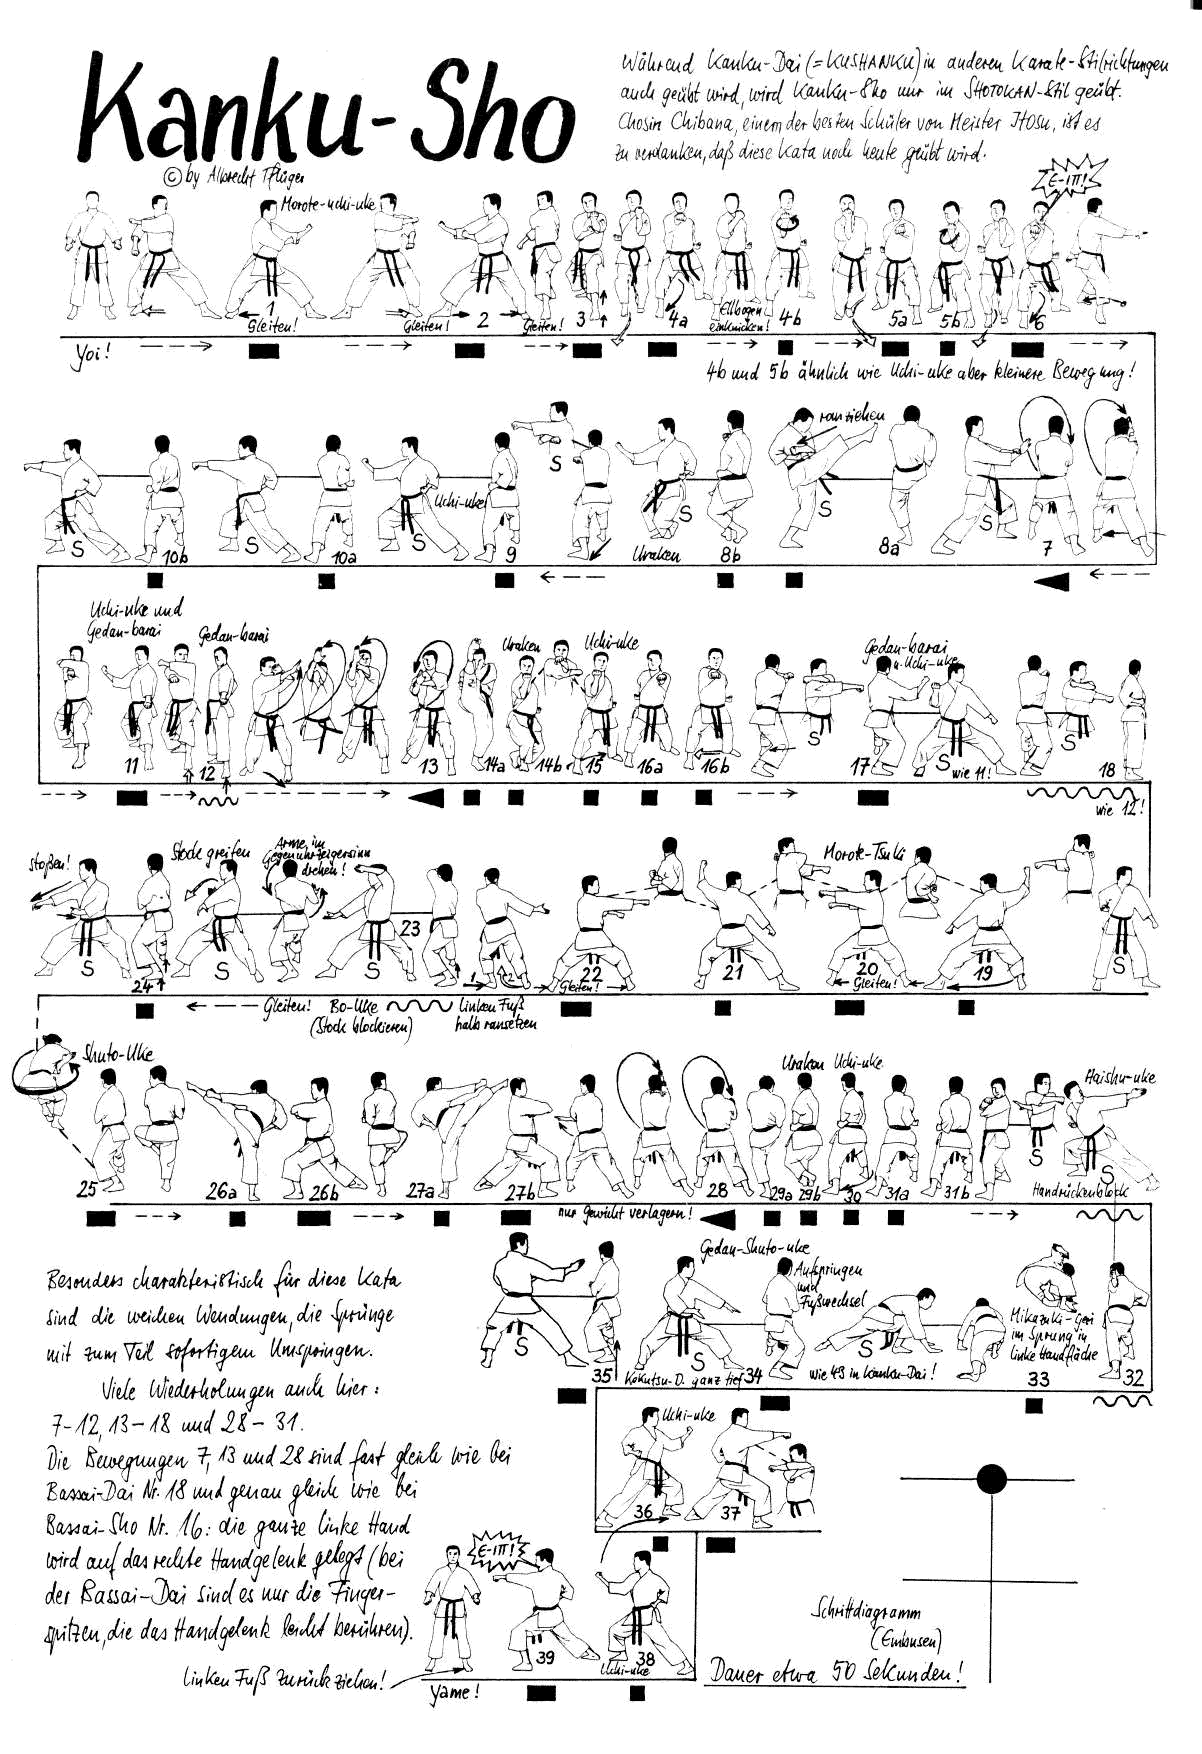 Kanku-Sho
© by Albrecht Pflüger
Während Kanku-Dai (=KUSHANKU) in anderen Karate-Stilrichtungen
auch geübt wird, wird Kanku-Sho nur im SHOTOKAN-Stil geübt.
Chosin Chibana, einem der besten Schüler von Meister Itosu, ist es
zu verdanken, daß diese Kata noch heute geübt wird.
Morote-uchi-uke
E-IT!
1
Gleiten!
Gleiten!
2
Gleiten!
3
4a
Ellbogen
einknicken!
4b
5a
5b
6
Yoi!
4b und 5b ähnlich wie Uchi-uke aber kleinere Bewegung!
ranziehen
S
10b
S
10a
Uchi-uke
S
9
S
Uraken
S
8b
S
8a
S
7
Uchi-uke und
Gedan-barai
Gedan-barai
Uraken
Uchi-uke
Gedan-barai
u. Uchi-uke
11
12
13
14a
14b
15
16a
16b
S
17
S
wie 11!
S
18
wie 12!
stoßen!
Stock greifen
Arme im
Gegenuhrzeigersinn
drehen!
Morote-Tsuki
S
24
S
S
23
1
2
Gleiten!
22
21
20
Gleiten!
19
S
Gleiten!
Bo-Uke
(Stock blockieren)
linken Fuß
halb ransetzen
Shuto-Uke
Uraken
Uchi-uke
Haishu-uke
25
26a
26b
27a
27b
28
29a
29b
30
31a
31b
S
S
Handrückenblock
nur Gewicht verlagern!
Gedan-Shuto-uke
Aufspringen
und
Fußwechsel
S
35
S
Kokutsu-D. ganz tief
34
S
wie 43 in Kanku-Dai!
Mikazuki-Geri
im Sprung in
linke Handfläche
33
32
Besonders charakteristisch für diese Kata
sind die weichen Wendungen, die Sprünge
mit zum Teil sofortigem Umspringen.
Viele Wiederholungen auch hier:
7-12, 13-18 und 28-31.
Die Bewegungen 7, 13 und 28 sind fast gleich wie bei
Bassai-Dai Nr. 18 und genau gleich wie bei
Bassai-Sho Nr. 16: die ganze linke Hand
wird auf das rechte Handgelenk gelegt (bei
der Bassai-Dai sind es nur die Finger-
spitzen, die das Handgelenk leicht berühren).
Uchi-uke
36
37
E-IT!
39
Uchi-uke
38
linken Fuß zurückziehen!
Yame!
Schrittdiagramm
(Embusen)
Dauer etwa 50 Sekunden!